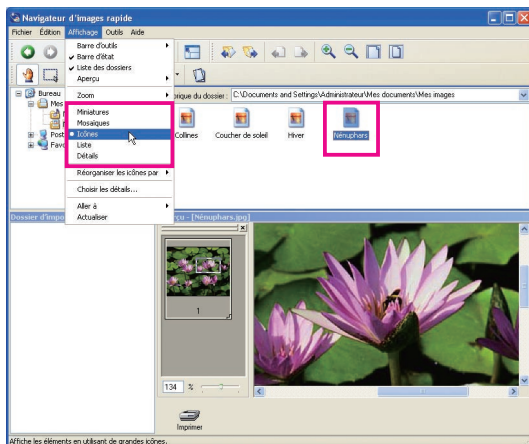 Navigateur d'images rapide
Fichier Édition Affichage Outils Aide
Barre d'outils
Barre d'état
Liste des dossiers
Aperçu
Zoom
Miniatures
Mosaïques
Icônes
Liste
Détails
Réorganiser les icônes par
Choisir les détails...
Aller à
Actualiser
Bureau
Mes
Post
Favo
orique du dossier : C:\Documents and Settings\Administrateur\Mes documents\Mes images
Collines Coucher de soleil Hiver Nénuphars
Dossier d'impo
rçu - [Nénuphars.jpg]
1
134 %
Imprimer
Affiche les éléments en utilisant de grandes icônes.